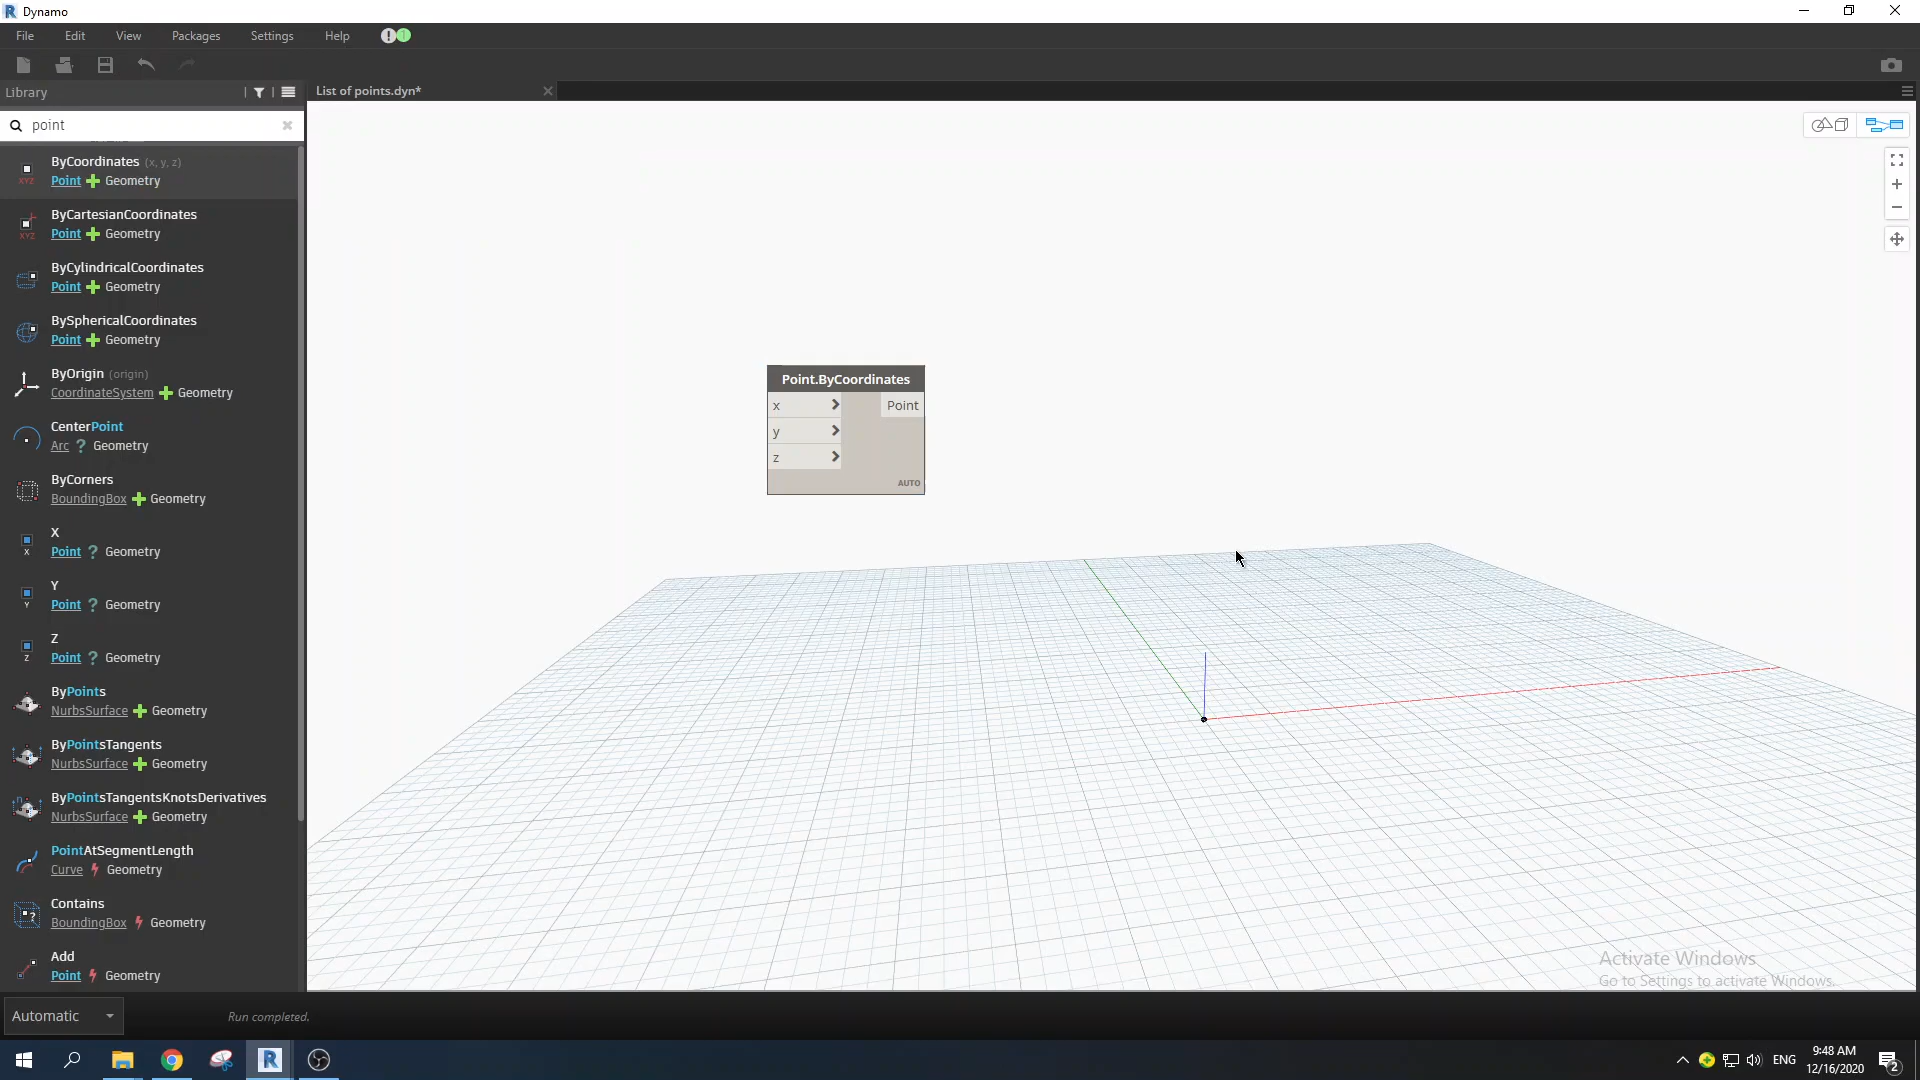 Dynamo
File Edit View Packages Settings Help ! 1
Library
List of points.dyn*
point
ByCoordinates (x, y, z)
Point Geometry
XYZ
ByCartesianCoordinates
Point Geometry
XYZ
ByCylindricalCoordinates
Point Geometry
BySphericalCoordinates
Point Geometry
ByOrigin (origin)
CoordinateSystem Geometry
CenterPoint
Arc ? Geometry
ByCorners
BoundingBox Geometry
X
Point ? Geometry
X
Y
Point ? Geometry
Y
Z
Point ? Geometry
Z
ByPoints
NurbsSurface Geometry
ByPointsTangents
NurbsSurface Geometry
ByPointsTangentsKnotsDerivatives
NurbsSurface Geometry
PointAtSegmentLength
Curve Geometry
Contains
BoundingBox Geometry
Add
Point Geometry
Point.ByCoordinates
x > Point
y >
z >
AUTO
Activate Windows
Go to Settings to activate Windows.
Automatic
Run completed.
R
ENG
9:48 AM
12/16/2020
2